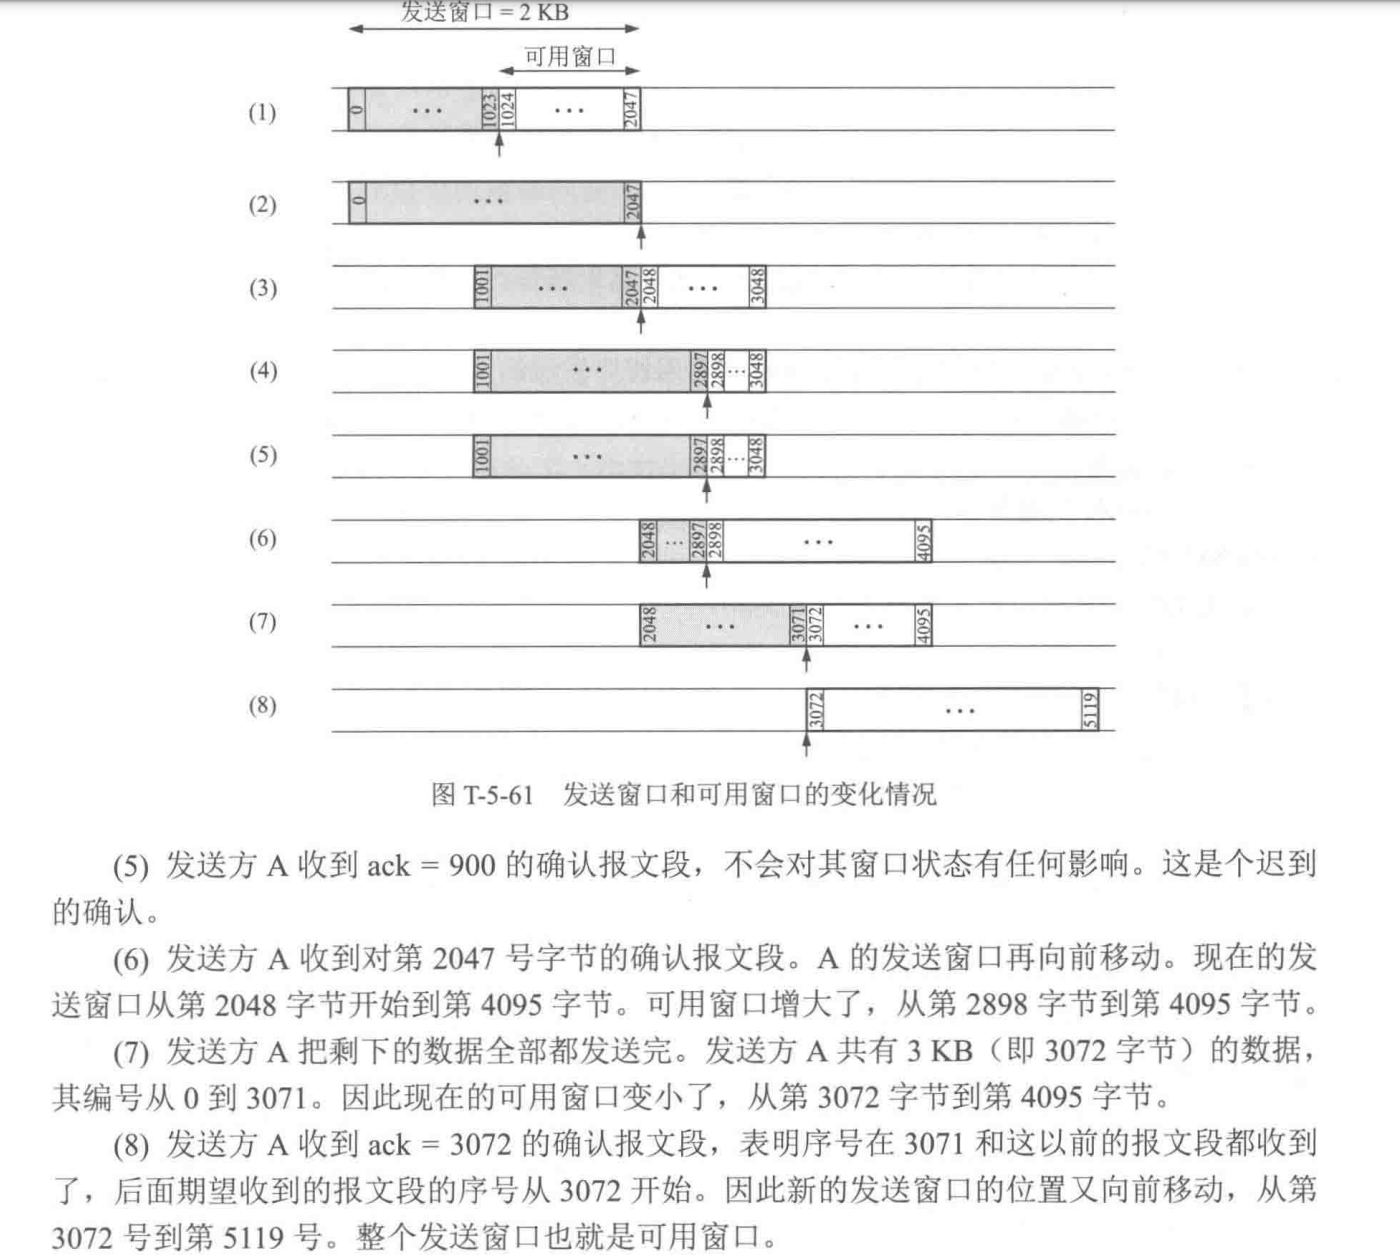 发送窗口 = 2 KB
可用窗口
(1) 0 ··· 1023 1024 ··· 2047
(2) 0 ··· 2047
(3) 1001 ··· 2047 2048 ··· 3048
(4) 1001 ··· 2897 2898 ··· 3048
(5) 1001 ··· 2897 2898 ··· 3048
(6) 2048 ··· 2897 2898 ··· 4095
(7) 2048 ··· 3071 3072 ··· 4095
(8) 3072 ··· 5119
图 T-5-61 发送窗口和可用窗口的变化情况
(5) 发送方 A 收到 ack = 900 的确认报文段，不会对其窗口状态有任何影响。这是个迟到
的确认。
(6) 发送方 A 收到对第 2047 号字节的确认报文段。A 的发送窗口再向前移动。现在的发
送窗口从第 2048 字节开始到第 4095 字节。可用窗口增大了，从第 2898 字节到第 4095 字节。
(7) 发送方 A 把剩下的数据全部都发送完。发送方 A 共有 3 KB（即 3072 字节）的数据，
其编号从 0 到 3071。因此现在的可用窗口变小了，从第 3072 字节到第 4095 字节。
(8) 发送方 A 收到 ack = 3072 的确认报文段，表明序号在 3071 和这以前的报文段都收到
了，后面期望收到的报文段的序号从 3072 开始。因此新的发送窗口的位置又向前移动，从第
3072 号到第 5119 号。整个发送窗口也就是可用窗口。